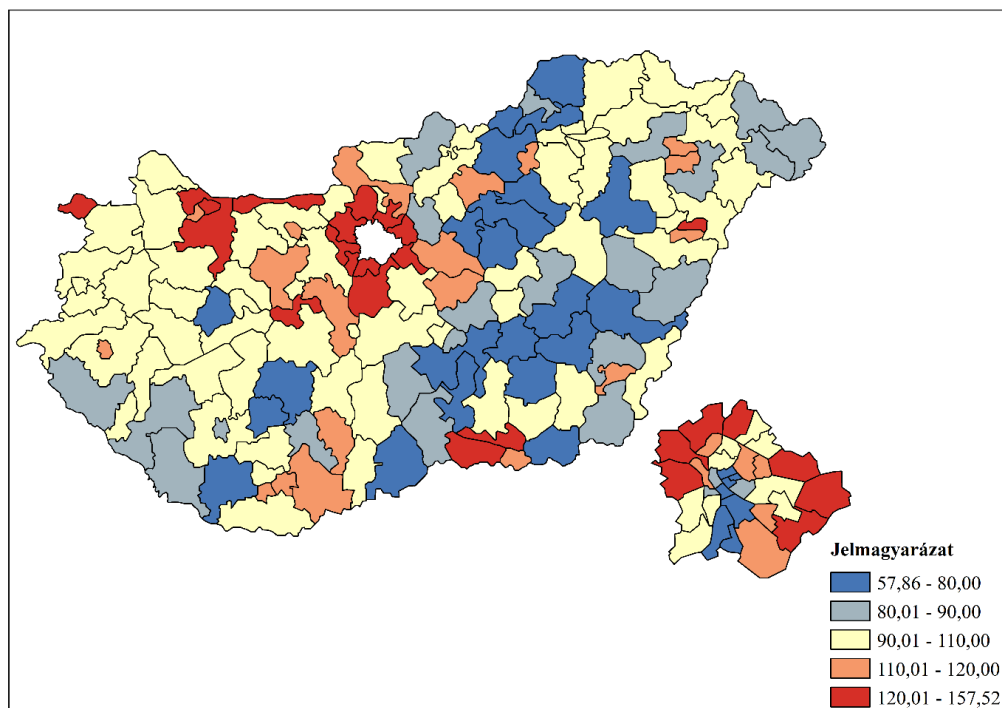 Jelmagyarázat
57,86 - 80,00
80,01 - 90,00
90,01 - 110,00
110,01 - 120,00
120,01 - 157,52